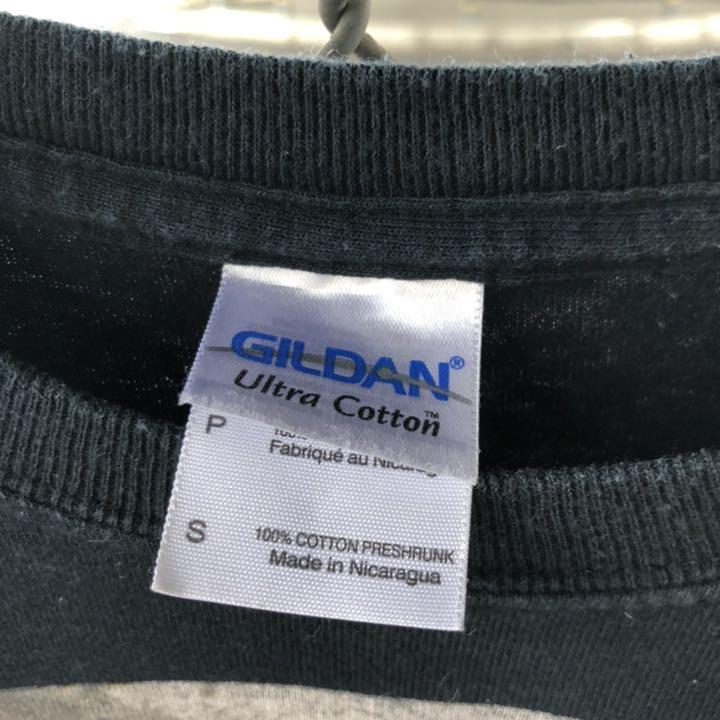 GILDAN®
Ultra Cotton™
P
Fabriqué au
S
100% COTTON PRESHRUNK
Made in Nicaragua